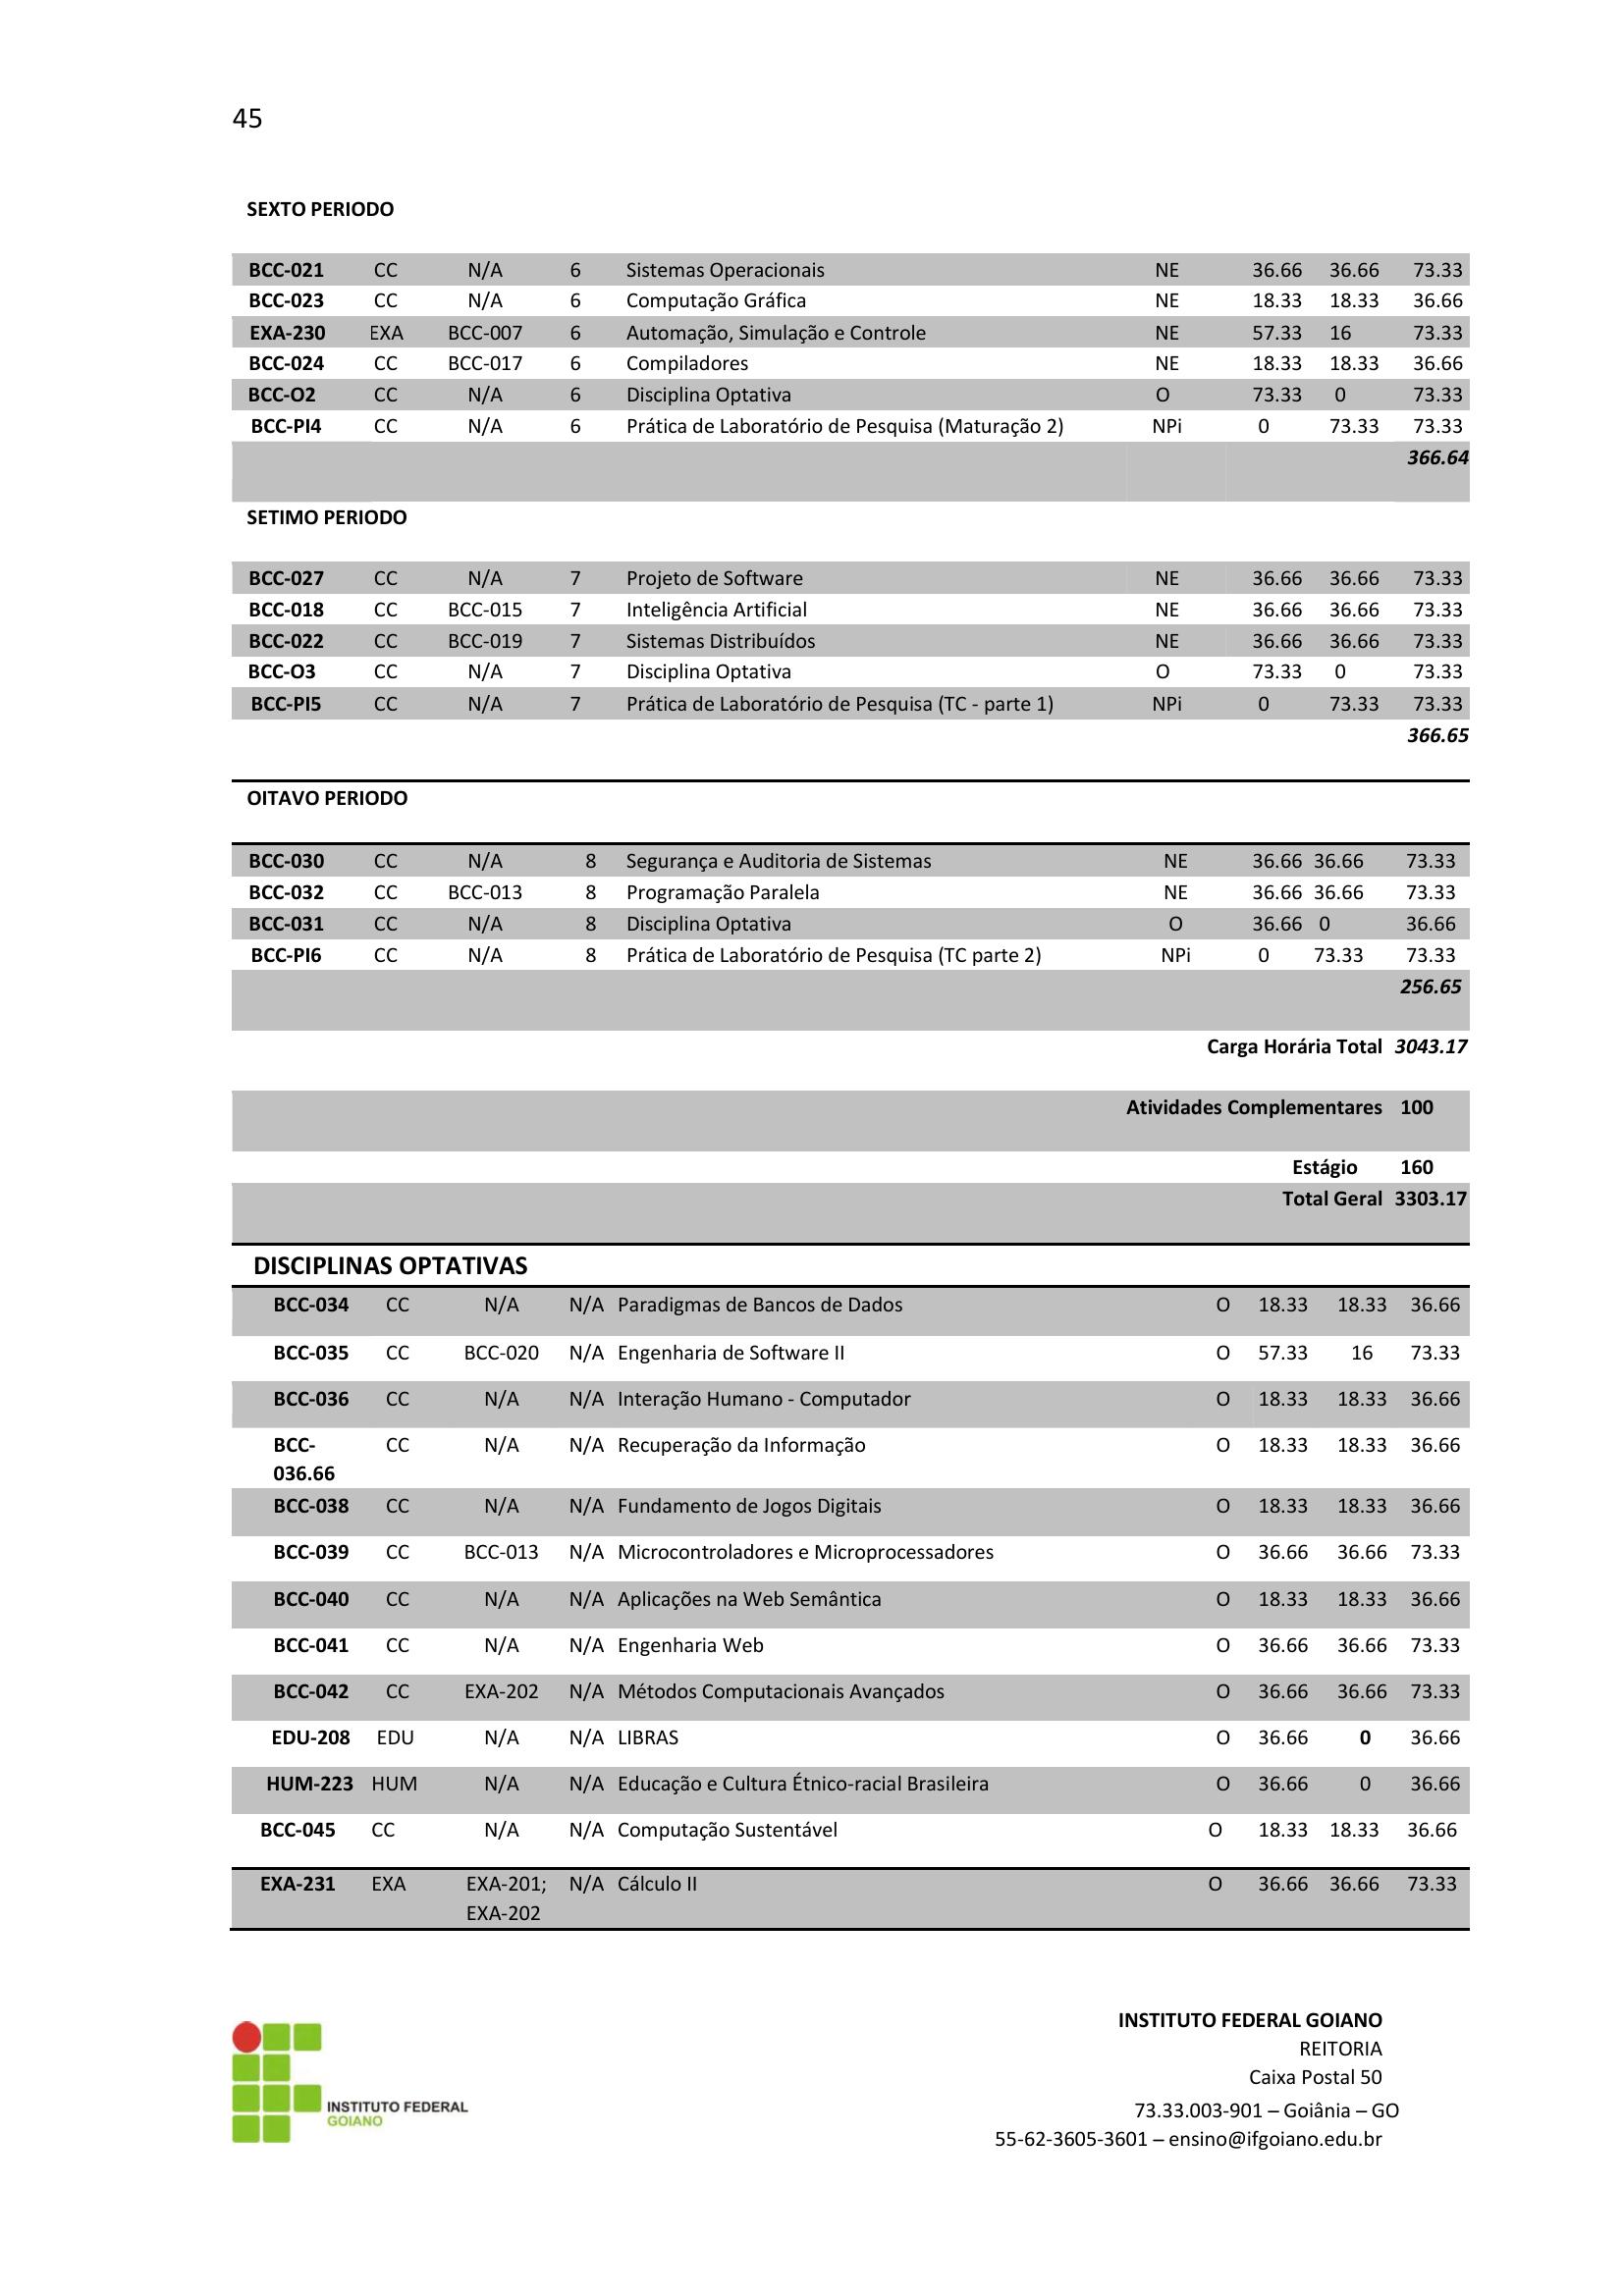 45
SEXTO PERIODO
BCC-021 CC N/A 6 Sistemas Operacionais NE 36.66 36.66 73.33
BCC-023 CC N/A 6 Computação Gráfica NE 18.33 18.33 36.66
EXA-230 EXA BCC-007 6 Automação, Simulação e Controle NE 57.33 16 73.33
BCC-024 CC BCC-017 6 Compiladores NE 18.33 18.33 36.66
BCC-O2 CC N/A 6 Disciplina Optativa O 73.33 0 73.33
BCC-PI4 CC N/A 6 Prática de Laboratório de Pesquisa (Maturação 2) NPi 0 73.33 73.33
366.64
SETIMO PERIODO
BCC-027 CC N/A 7 Projeto de Software NE 36.66 36.66 73.33
BCC-018 CC BCC-015 7 Inteligência Artificial NE 36.66 36.66 73.33
BCC-022 CC BCC-019 7 Sistemas Distribuídos NE 36.66 36.66 73.33
BCC-O3 CC N/A 7 Disciplina Optativa O 73.33 0 73.33
BCC-PI5 CC N/A 7 Prática de Laboratório de Pesquisa (TC - parte 1) NPi 0 73.33 73.33
366.65
OITAVO PERIODO
BCC-030 CC N/A 8 Segurança e Auditoria de Sistemas NE 36.66 36.66 73.33
BCC-032 CC BCC-013 8 Programação Paralela NE 36.66 36.66 73.33
BCC-031 CC N/A 8 Disciplina Optativa O 36.66 0 36.66
BCC-PI6 CC N/A 8 Prática de Laboratório de Pesquisa (TC parte 2) NPi 0 73.33 73.33
256.65
Carga Horária Total 3043.17
Atividades Complementares 100
Estágio 160
Total Geral 3303.17
DISCIPLINAS OPTATIVAS
BCC-034 CC N/A N/A Paradigmas de Bancos de Dados O 18.33 18.33 36.66
BCC-035 CC BCC-020 N/A Engenharia de Software II O 57.33 16 73.33
BCC-036 CC N/A N/A Interação Humano - Computador O 18.33 18.33 36.66
BCC- CC N/A N/A Recuperação da Informação O 18.33 18.33 36.66
036.66
BCC-038 CC N/A N/A Fundamento de Jogos Digitais O 18.33 18.33 36.66
BCC-039 CC BCC-013 N/A Microcontroladores e Microprocessadores O 36.66 36.66 73.33
BCC-040 CC N/A N/A Aplicações na Web Semântica O 18.33 18.33 36.66
BCC-041 CC N/A N/A Engenharia Web O 36.66 36.66 73.33
BCC-042 CC EXA-202 N/A Métodos Computacionais Avançados O 36.66 36.66 73.33
EDU-208 EDU N/A N/A LIBRAS O 36.66 0 36.66
HUM-223 HUM N/A N/A Educação e Cultura Étnico-racial Brasileira O 36.66 0 36.66
BCC-045 CC N/A N/A Computação Sustentável O 18.33 18.33 36.66
EXA-231 EXA EXA-201; N/A Cálculo II O 36.66 36.66 73.33
EXA-202
INSTITUTO FEDERAL
GOIANO
INSTITUTO FEDERAL GOIANO
REITORIA
Caixa Postal 50
73.33.003-901 – Goiânia – GO
55-62-3605-3601 – ensino@ifgoiano.edu.br